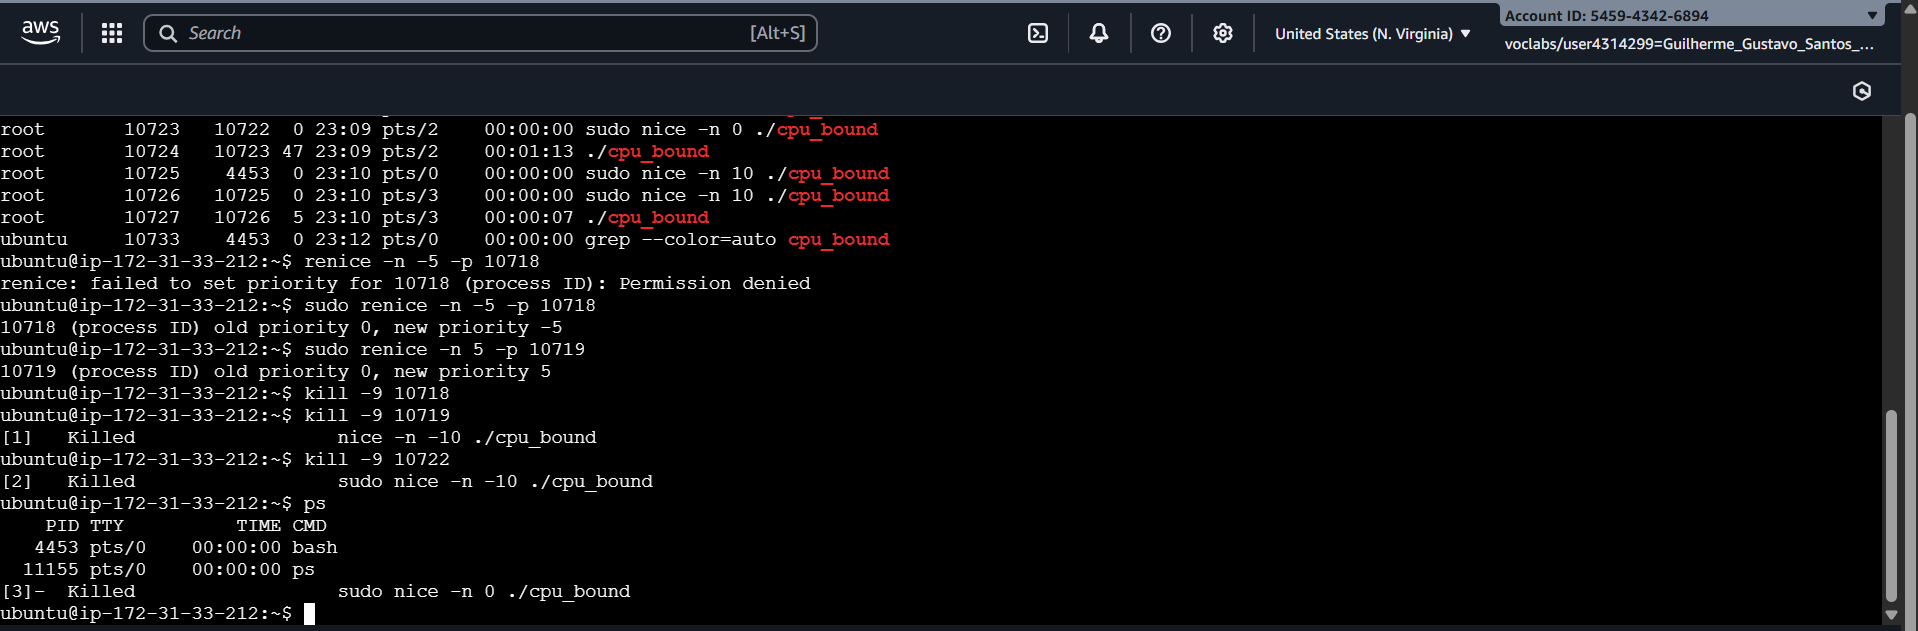 aws
Search
[Alt+S]
United States (N. Virginia)
Account ID: 5459-4342-6894
voclabs/user4314299=Guilherme_Gustavo_Santos_...
root       10723   10722  0 23:09 pts/2    00:00:00 sudo nice -n 0 ./cpu_bound
root       10724   10723 47 23:09 pts/2    00:01:13 ./cpu_bound
root       10725    4453  0 23:10 pts/0    00:00:00 sudo nice -n 10 ./cpu_bound
root       10726   10725  0 23:10 pts/3    00:00:00 sudo nice -n 10 ./cpu_bound
root       10727   10726  5 23:10 pts/3    00:00:07 ./cpu_bound
ubuntu     10733    4453  0 23:12 pts/0    00:00:00 grep --color=auto cpu_bound
ubuntu@ip-172-31-33-212:~$ renice -n -5 -p 10718
renice: failed to set priority for 10718 (process ID): Permission denied
ubuntu@ip-172-31-33-212:~$ sudo renice -n -5 -p 10718
10718 (process ID) old priority 0, new priority -5
ubuntu@ip-172-31-33-212:~$ sudo renice -n 5 -p 10719
10719 (process ID) old priority 0, new priority 5
ubuntu@ip-172-31-33-212:~$ kill -9 10718
ubuntu@ip-172-31-33-212:~$ kill -9 10719
[1]   Killed                  nice -n -10 ./cpu_bound
ubuntu@ip-172-31-33-212:~$ kill -9 10722
[2]   Killed                  sudo nice -n -10 ./cpu_bound
ubuntu@ip-172-31-33-212:~$ ps
    PID TTY          TIME CMD
   4453 pts/0    00:00:00 bash
  11155 pts/0    00:00:00 ps
[3]-  Killed                  sudo nice -n 0 ./cpu_bound
ubuntu@ip-172-31-33-212:~$